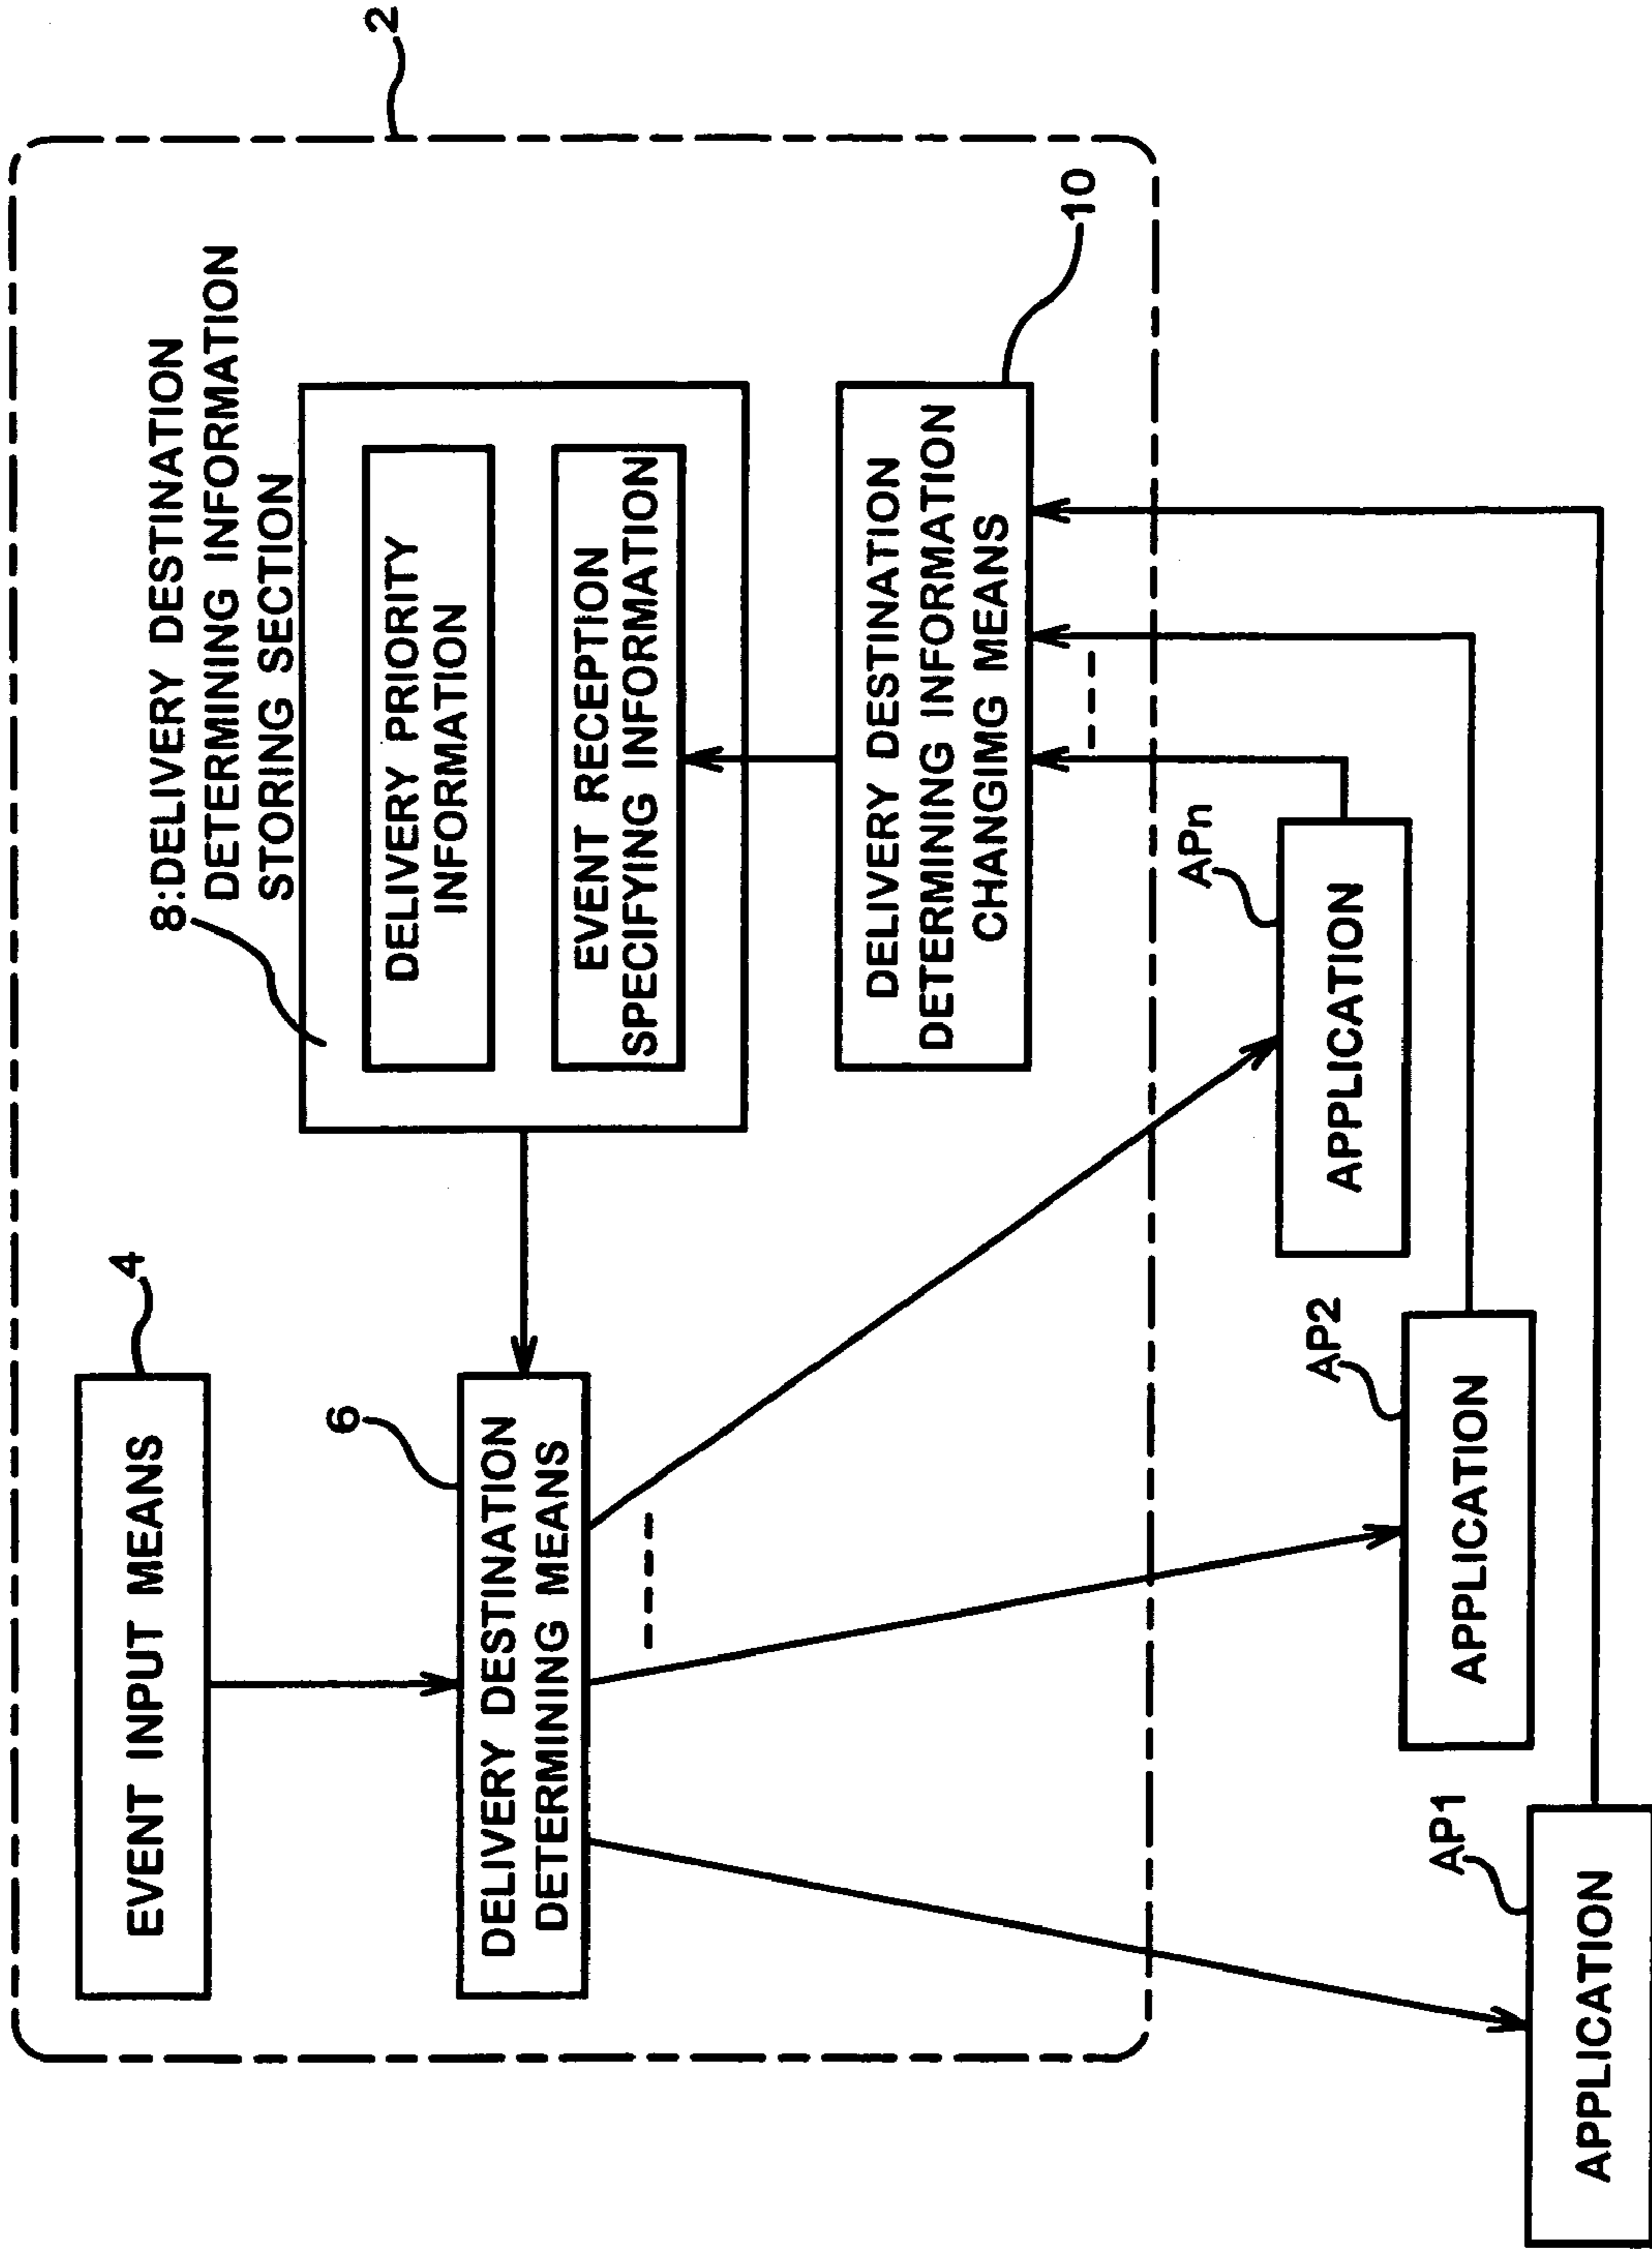 2
EVENT INPUT MEANS
4
8:DELIVERY DESTINATION
DETERMINING INFORMATION
STORING SECTION
DELIVERY PRIORITY
INFORMATION
EVENT RECEPTION
SPECIFYING INFORMATION
6
DELIVERY DESTINATION
DETERMINING MEANS
DELIVERY DESTINATION
DETERMINING INFORMATION
CHANGIMG MEANS
10
AP1
APPLICATION
AP2
APPLICATION
APn
APPLICATION